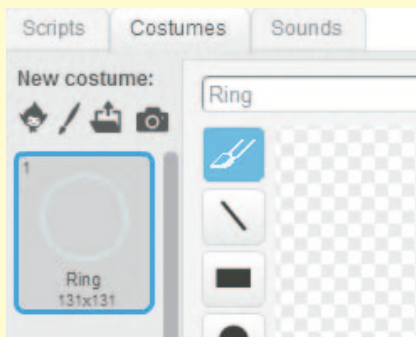 Scripts Costumes Sounds
New costume:
Ring
1
Ring
131x131